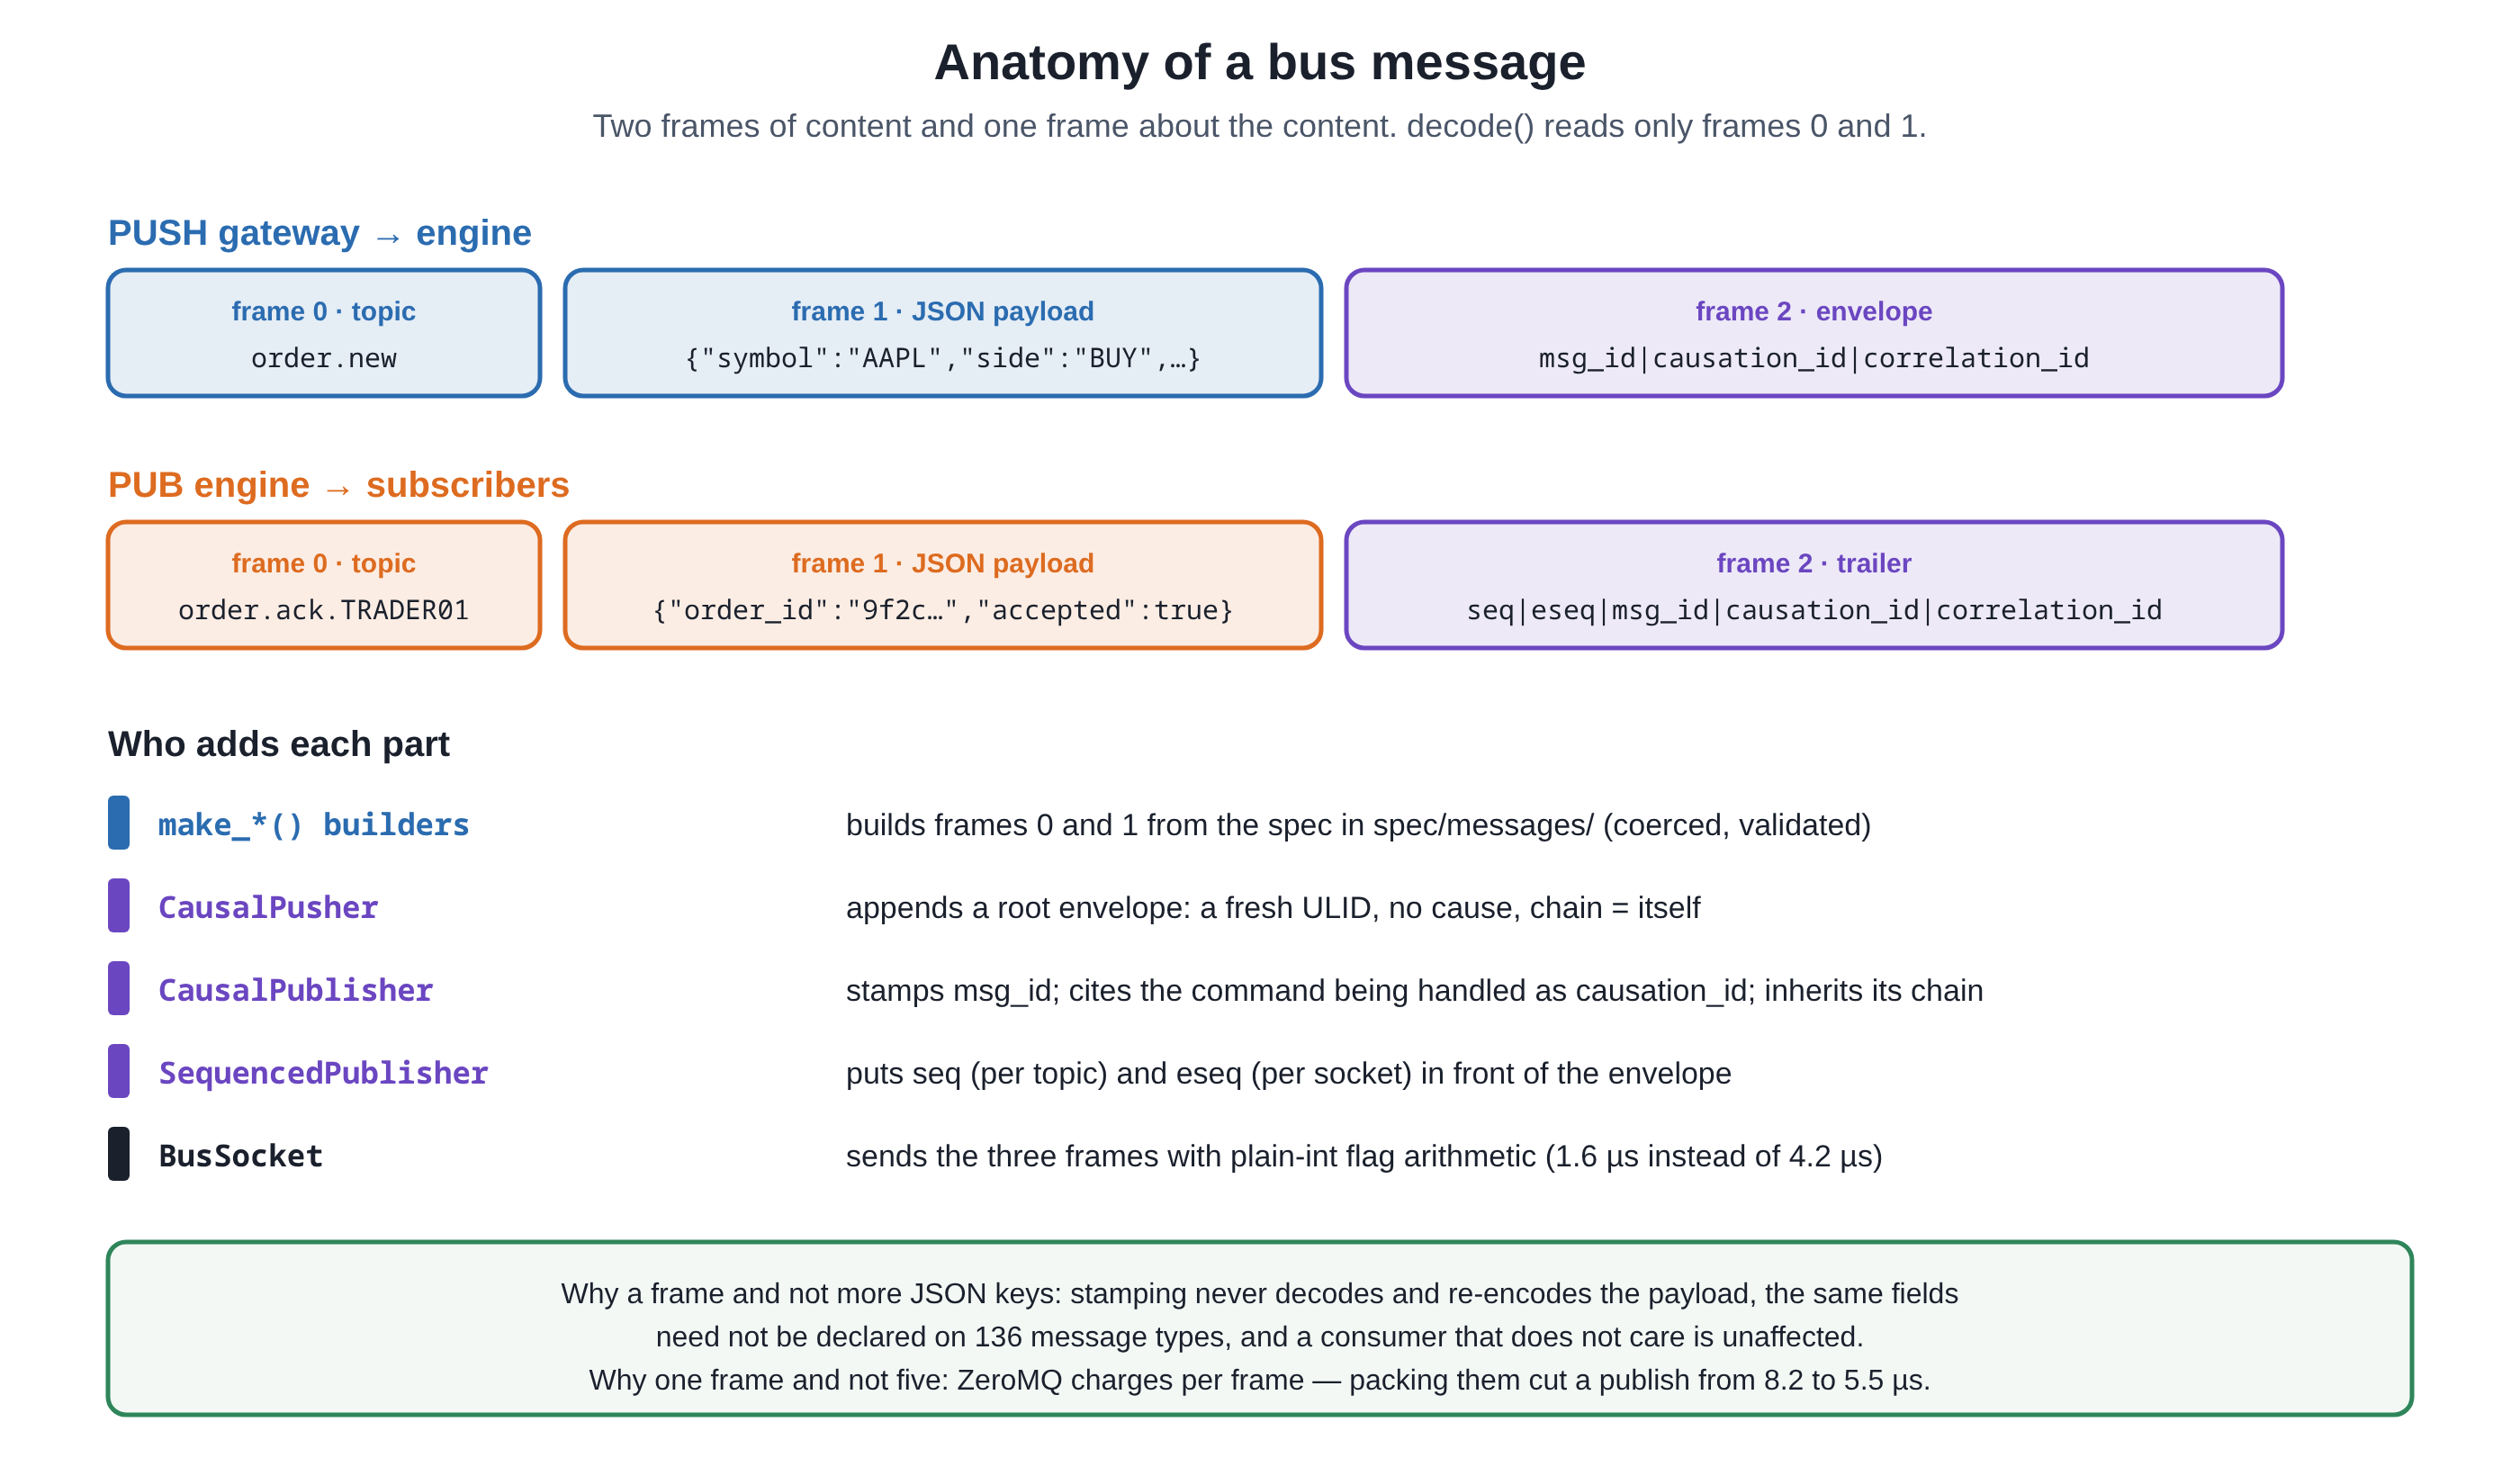 Anatomy of a bus message
Two frames of content and one frame about the content. decode() reads only frames 0 and 1.
PUSH gateway → engine
frame 0 · topic
order.new
frame 1 · JSON payload
{"symbol":"AAPL","side":"BUY",…}
frame 2 · envelope
msg_id|causation_id|correlation_id
PUB engine → subscribers
frame 0 · topic
order.ack.TRADER01
frame 1 · JSON payload
{"order_id":"9f2c…","accepted":true}
frame 2 · trailer
seq|eseq|msg_id|causation_id|correlation_id
Who adds each part
make_*() builders
builds frames 0 and 1 from the spec in spec/messages/ (coerced, validated)
CausalPusher
appends a root envelope: a fresh ULID, no cause, chain = itself
CausalPublisher
stamps msg_id; cites the command being handled as causation_id; inherits its chain
SequencedPublisher
puts seq (per topic) and eseq (per socket) in front of the envelope
BusSocket
sends the three frames with plain-int flag arithmetic (1.6 µs instead of 4.2 µs)
Why a frame and not more JSON keys: stamping never decodes and re-encodes the payload, the same fields
need not be declared on 136 message types, and a consumer that does not care is unaffected.
Why one frame and not five: ZeroMQ charges per frame — packing them cut a publish from 8.2 to 5.5 µs.